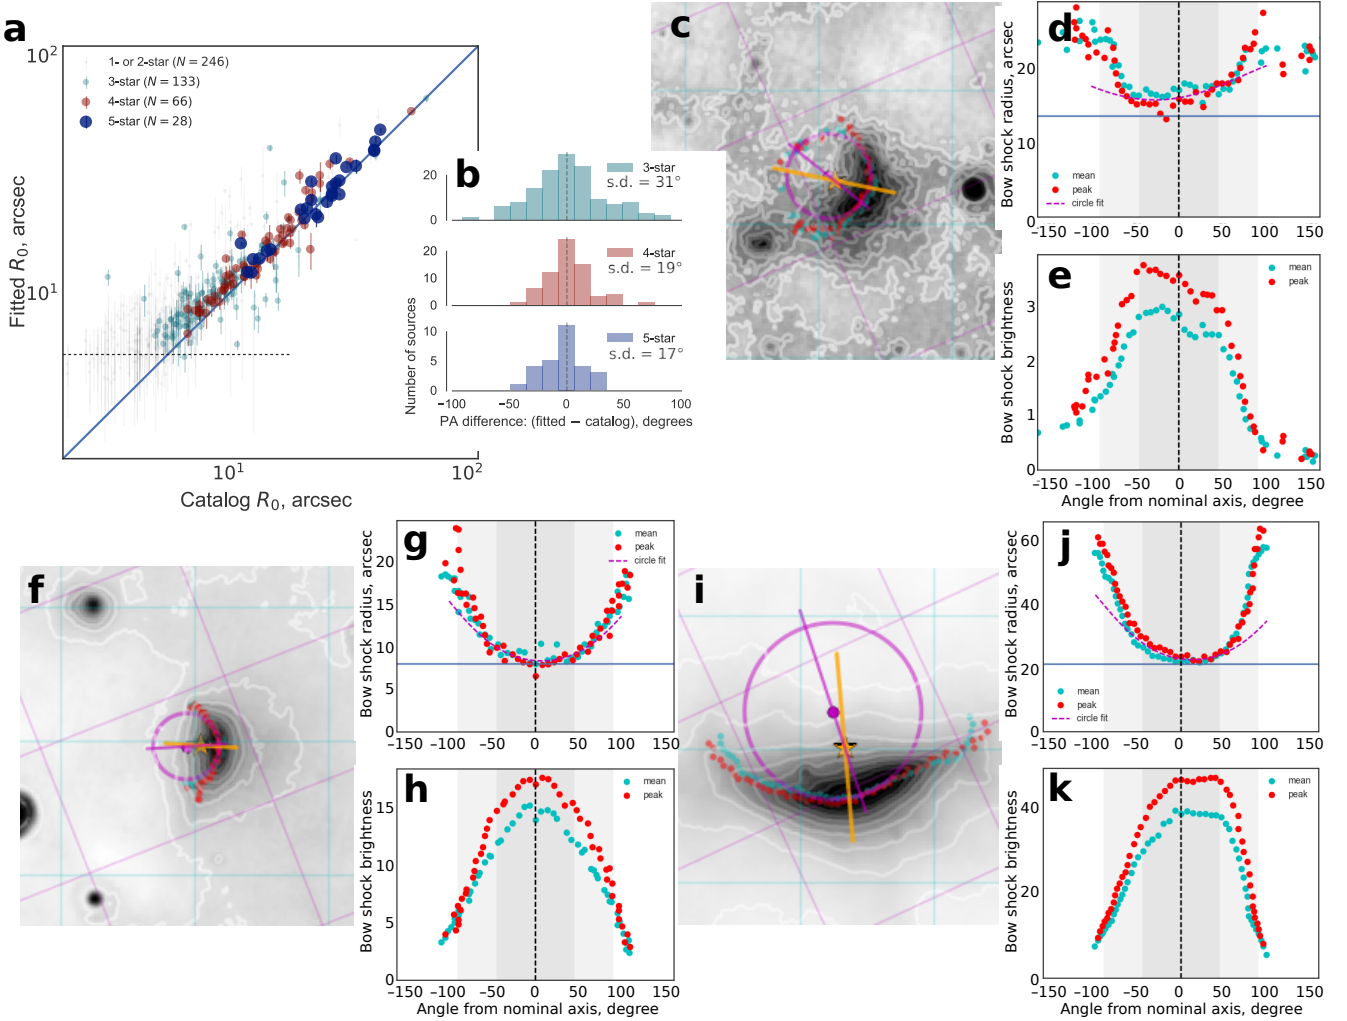 a
10²
Fitted R₀, arcsec
10¹
1- or 2-star (N = 246)
3-star (N = 133)
4-star (N = 66)
5-star (N = 28)
10¹
10²
Catalog R₀, arcsec
b
Number of sources
20
0
3-star
s.d. = 31°
20
10
0
4-star
s.d. = 19°
10
5
0
5-star
s.d. = 17°
−100 −50 0 50 100
PA difference: (fitted − catalog), degrees
c
d
Bow shock radius, arcsec
20
10
0
mean
peak
circle fit
−150 −100 −50 0 50 100 150
e
Bow shock brightness
3
2
1
0
mean
peak
−150 −100 −50 0 50 100 150
Angle from nominal axis, degree
f
g
Bow shock radius, arcsec
20
15
10
5
0
mean
peak
circle fit
−150 −100 −50 0 50 100 150
h
Bow shock brightness
15
10
5
0
mean
peak
−150 −100 −50 0 50 100 150
Angle from nominal axis, degree
i
j
Bow shock radius, arcsec
60
40
20
0
mean
peak
circle fit
−150 −100 −50 0 50 100 150
k
Bow shock brightness
40
20
0
mean
peak
−150 −100 −50 0 50 100 150
Angle from nominal axis, degree